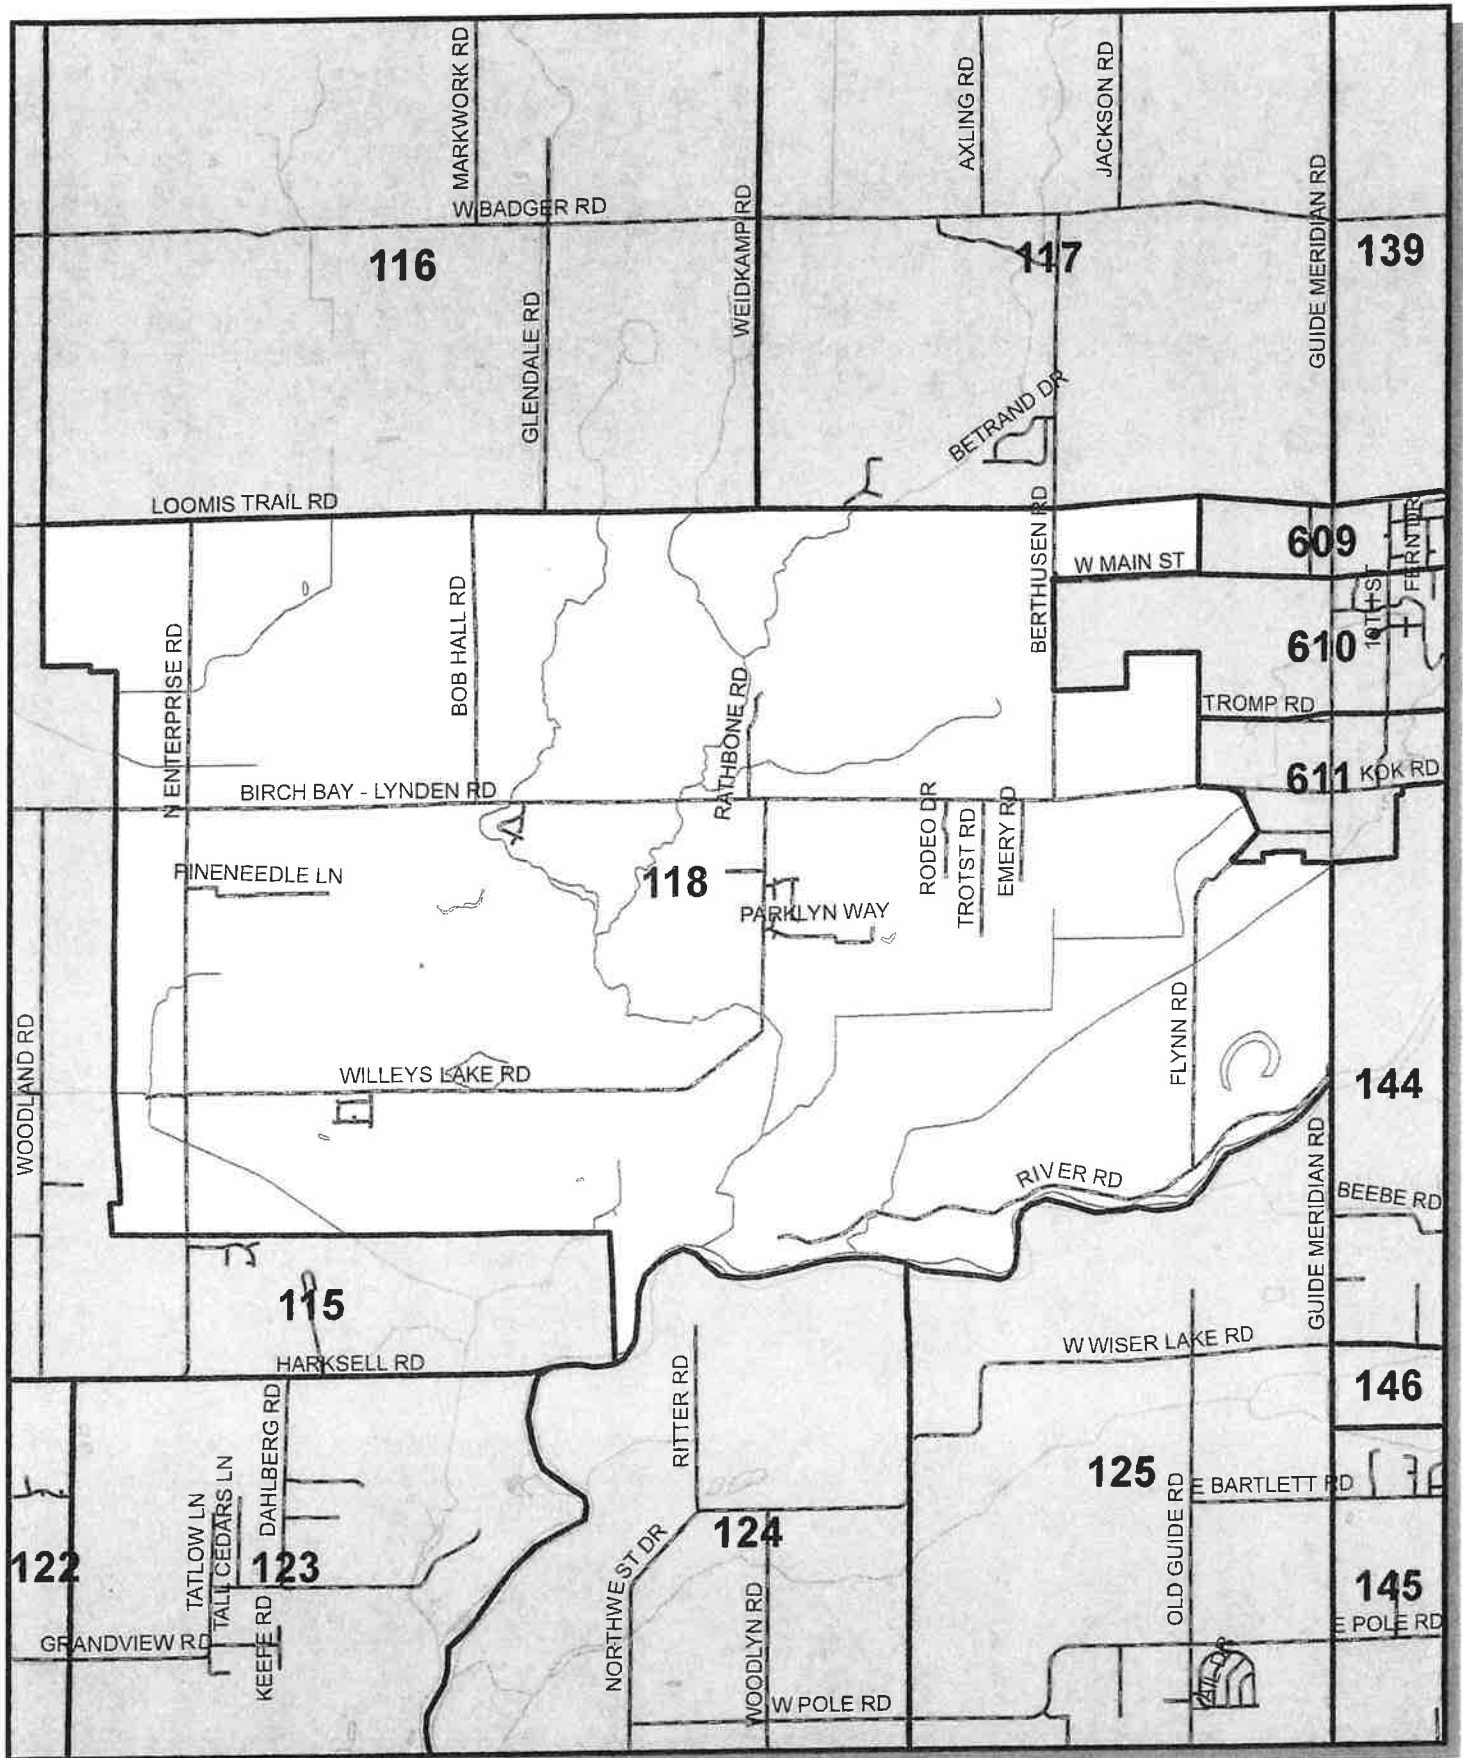 MARKWORK RD
AXLING RD
JACKSON RD
W BADGER RD
WEIDKAMP RD
GUIDE MERIDIAN RD
116
117
139
GLENDALE RD
BETRAND DR
LOOMIS TRAIL RD
BERTHUSEN RD
W MAIN ST
609
FERN DR
10TH ST
N ENTERPRISE RD
BOB HALL RD
610
RATHBONE RD
TROMP RD
611
KOK RD
BIRCH BAY - LYNDEN RD
RODEO DR
TROTST RD
EMERY RD
PINENEEDLE LN
118
PARKLYN WAY
WOODLAND RD
FLYNN RD
WILLEYS LAKE RD
144
RIVER RD
GUIDE MERIDIAN RD
BEEBE RD
115
HARKSELL RD
W WISER LAKE RD
146
RITTER RD
DAHLBERG RD
125
E BARTLETT RD
TATLOW LN
TALL CEDARS LN
OLD GUIDE RD
122
123
124
NORTHWEST DR
145
KEEFE RD
WOODLYN RD
E POLE RD
GRANDVIEW RD
W POLE RD